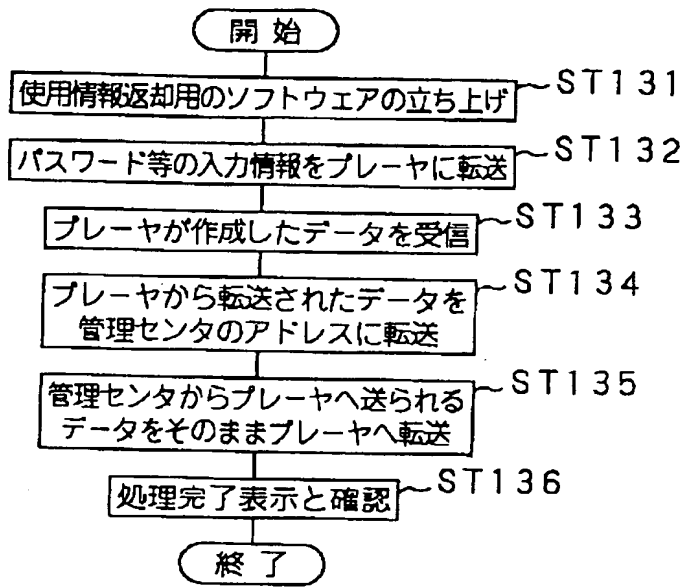 開始
使用情報返却用のソフトウェアの立ち上げ
ST131
パスワード等の入力情報をプレーヤに転送
ST132
プレーヤが作成したデータを受信
ST133
プレーヤから転送されたデータを
管理センタのアドレスに転送
ST134
管理センタからプレーヤへ送られる
データをそのままプレーヤへ転送
ST135
処理完了表示と確認
ST136
終了